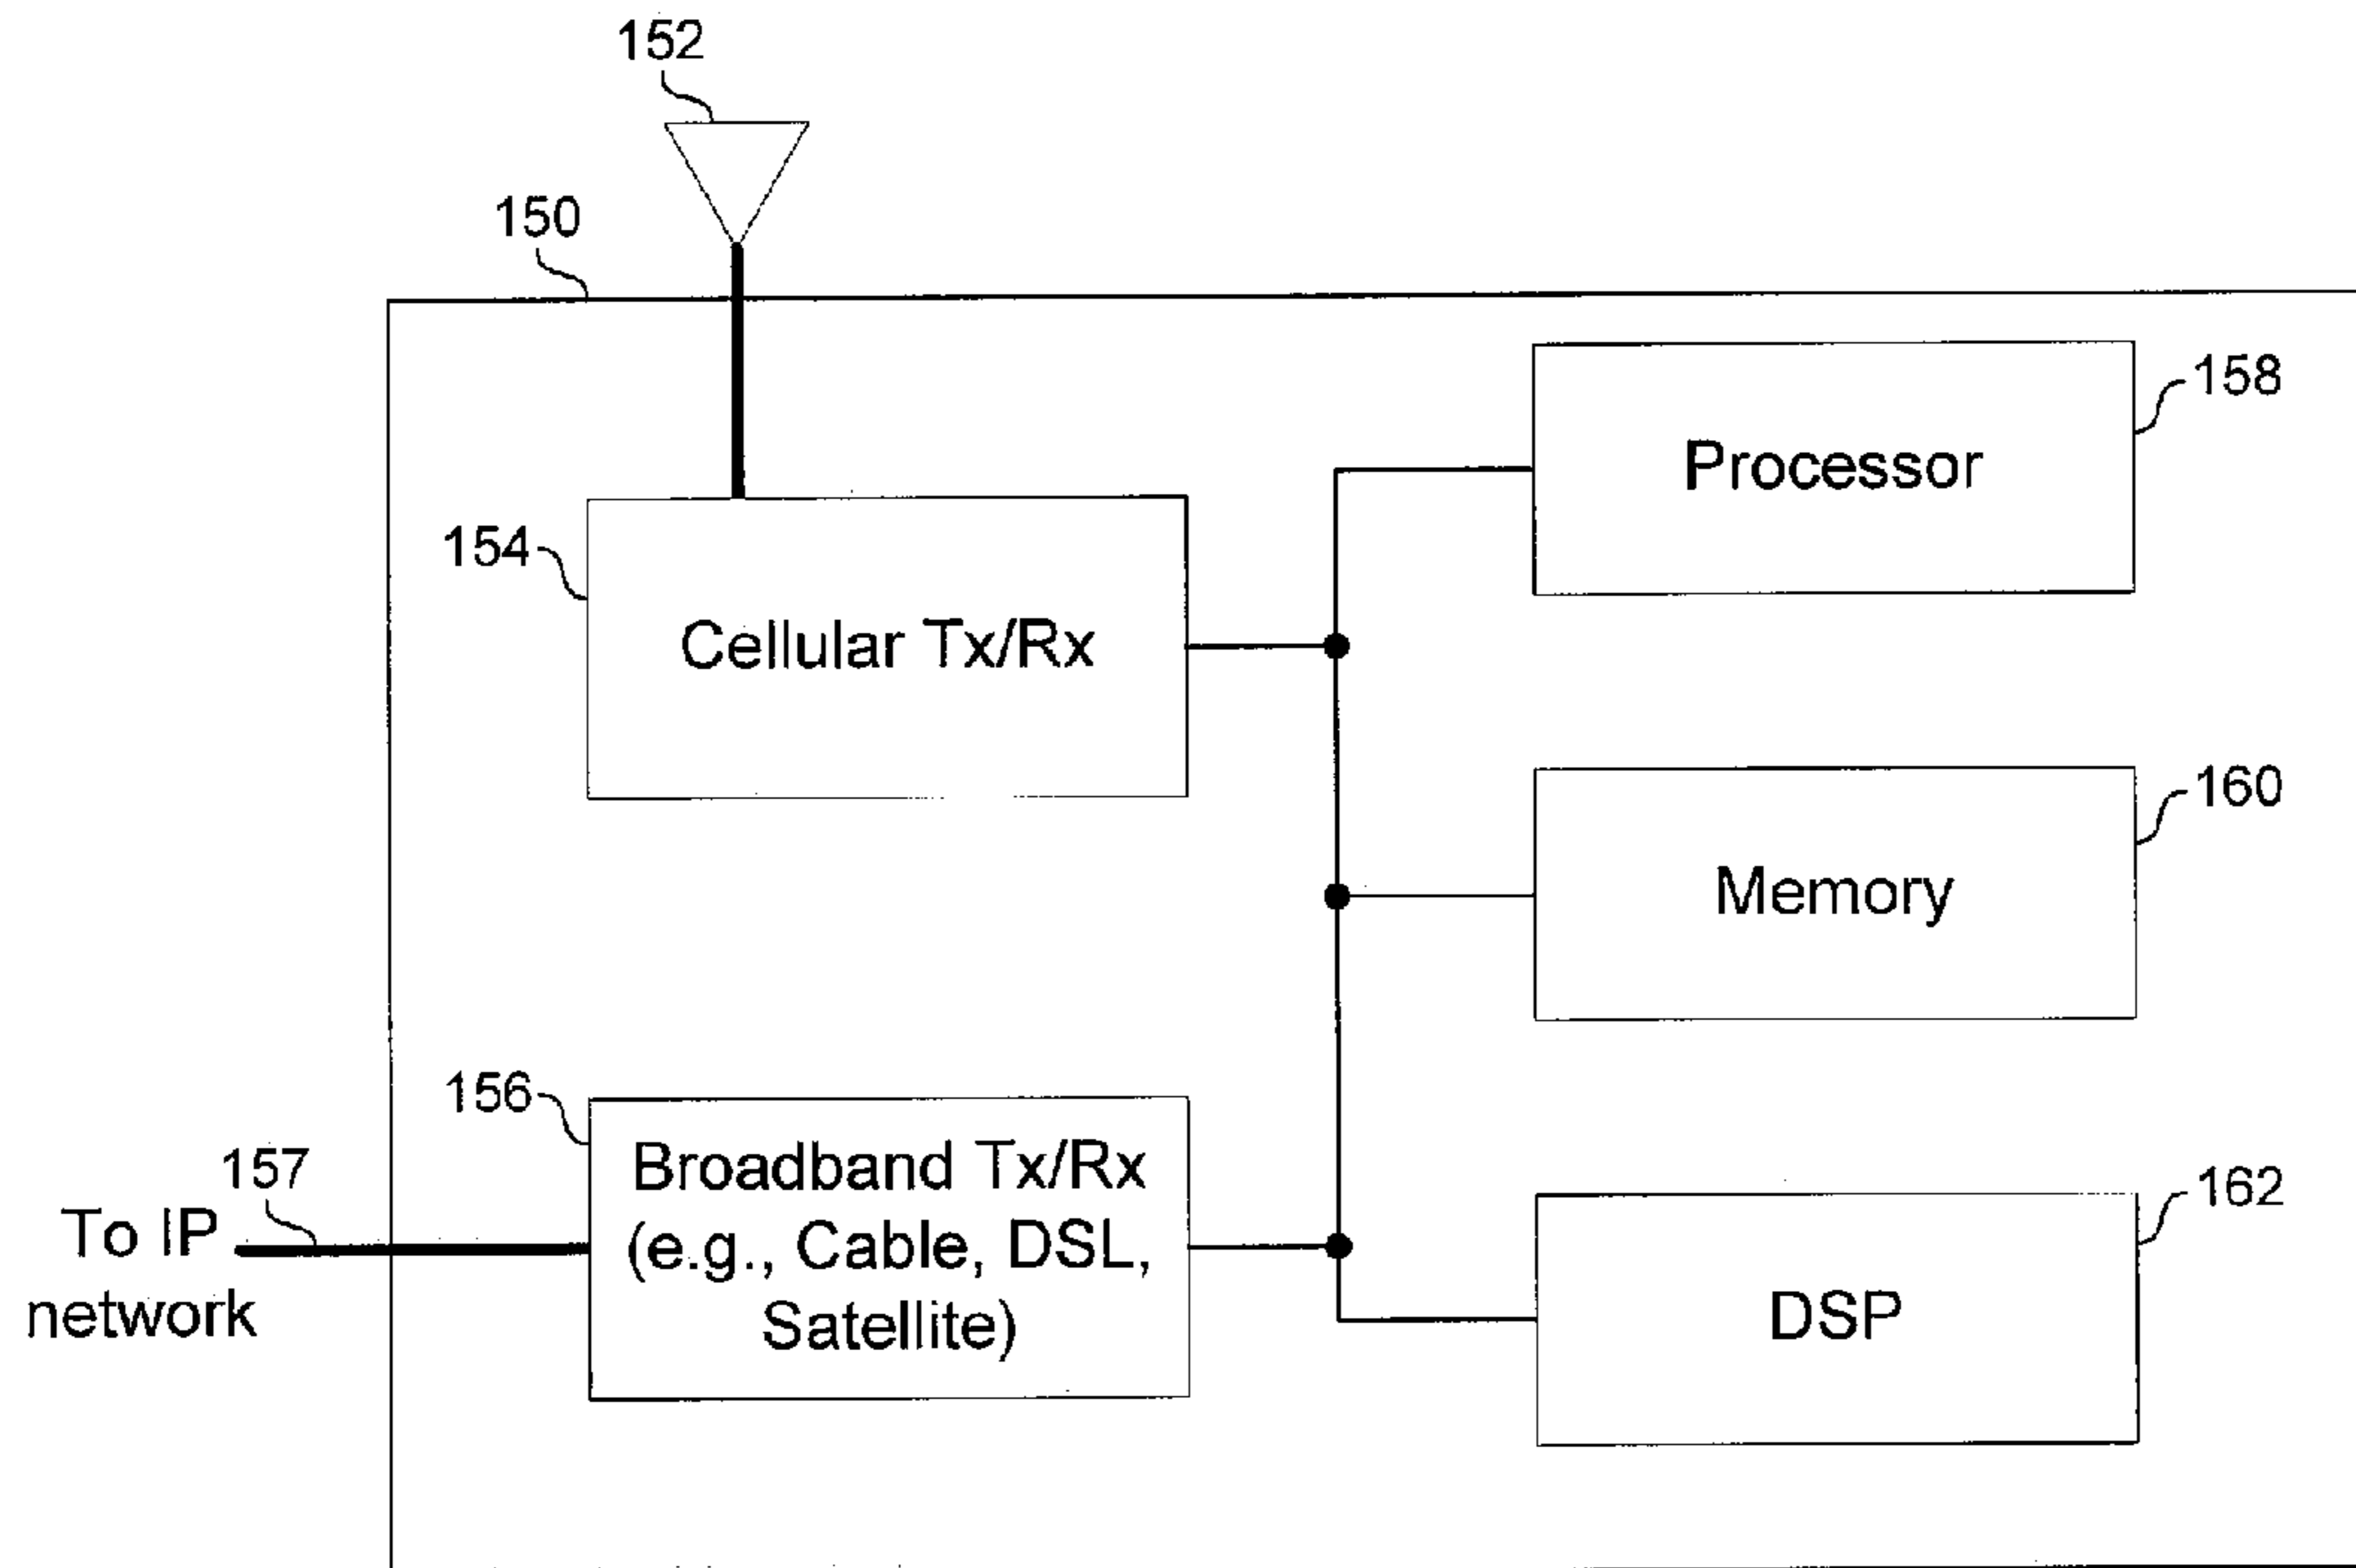 152
150
158
Processor
154
Cellular Tx/Rx
160
Memory
156
Broadband Tx/Rx
(e.g., Cable, DSL,
Satellite)
157
To IP
network
162
DSP